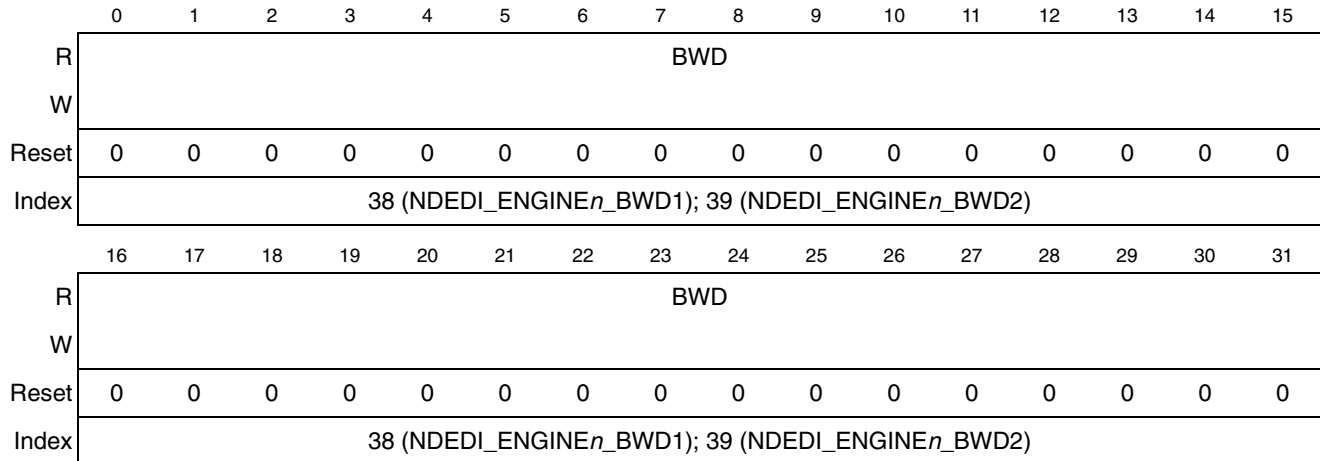 0 1 2 3 4 5 6 7 8 9 10 11 12 13 14 15
R BWD
W
Reset 0 0 0 0 0 0 0 0 0 0 0 0 0 0 0 0
Index 38 (NDEDI_ENGINEn_BWD1); 39 (NDEDI_ENGINEn_BWD2)
16 17 18 19 20 21 22 23 24 25 26 27 28 29 30 31
R BWD
W
Reset 0 0 0 0 0 0 0 0 0 0 0 0 0 0 0 0
Index 38 (NDEDI_ENGINEn_BWD1); 39 (NDEDI_ENGINEn_BWD2)